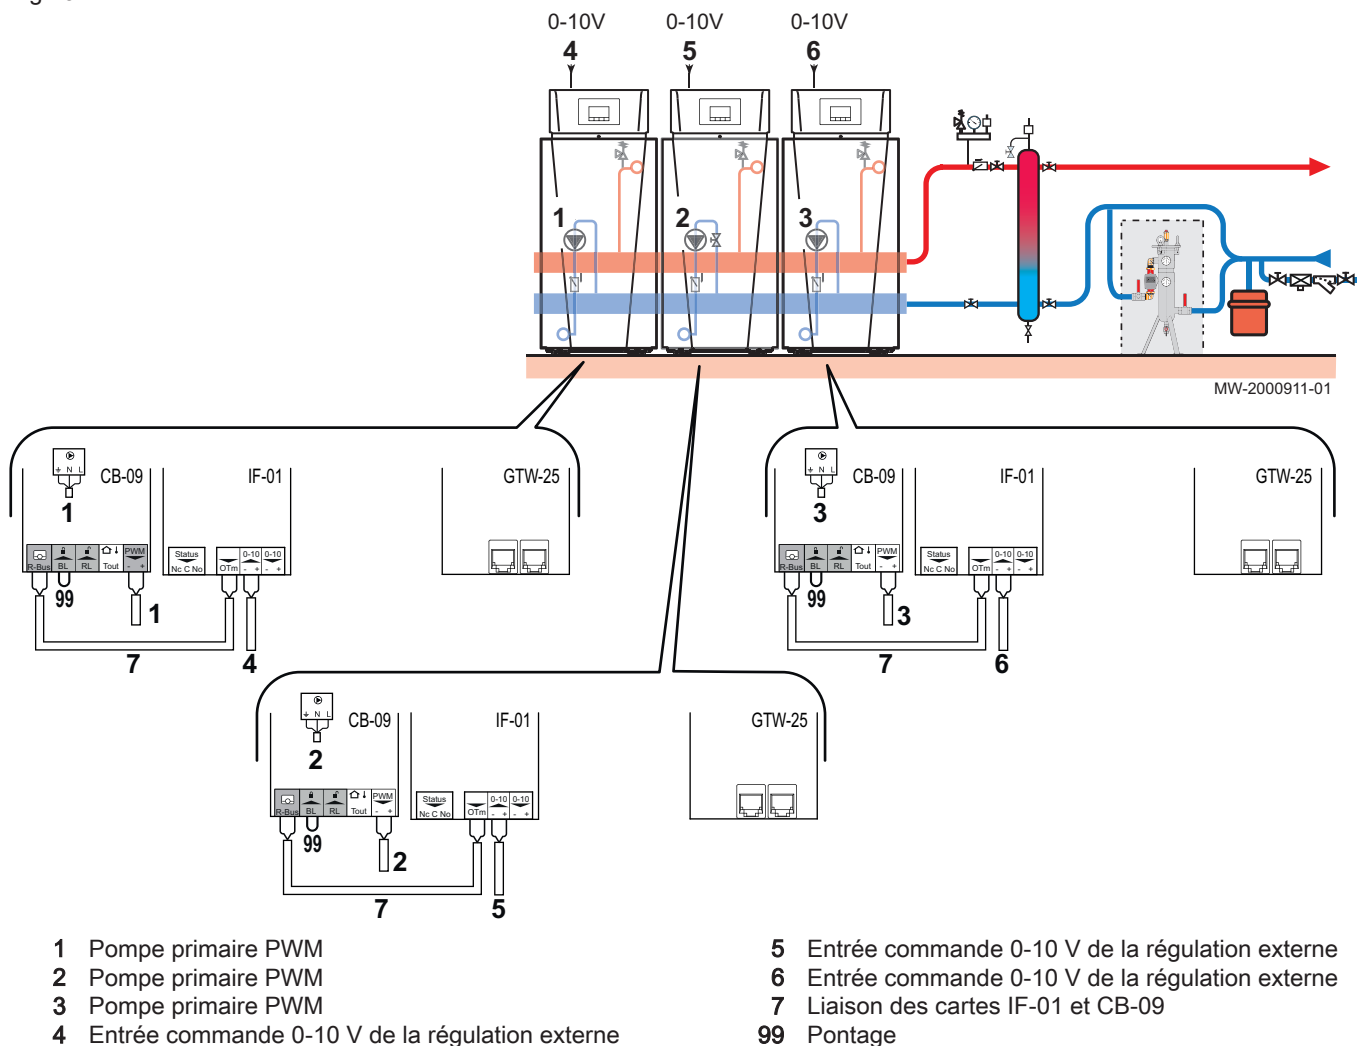 0-10V 0-10V 0-10V
4 5 6
1 2 3
MW-2000911-01
CB-09 IF-01 GTW-25
N L
1
R-Bus BL RL Tout PWM - +
Status Nc C No OTm 0-10 - + 0-10 - +
99 1
7 4
CB-09 IF-01 GTW-25
N L
3
R-Bus BL RL Tout PWM - +
Status Nc C No OTm 0-10 - + 0-10 - +
99 3
7 6
CB-09 IF-01 GTW-25
N L
2
R-Bus BL RL Tout PWM - +
Status Nc C No OTm 0-10 - + 0-10 - +
99 2
7 5
1 Pompe primaire PWM
2 Pompe primaire PWM
3 Pompe primaire PWM
4 Entrée commande 0-10 V de la régulation externe
5 Entrée commande 0-10 V de la régulation externe
6 Entrée commande 0-10 V de la régulation externe
7 Liaison des cartes IF-01 et CB-09
99 Pontage